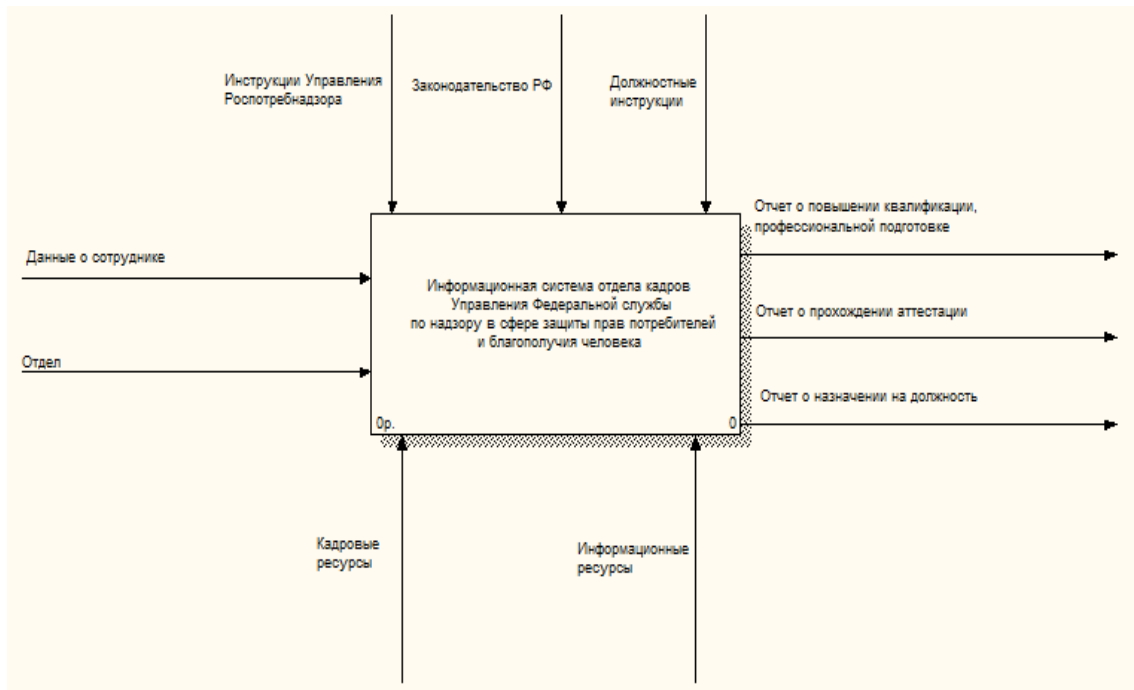 Инструкции Управления
Роспотребнадзора
Законодательство РФ
Должностные
инструкции
Данные о сотруднике
Отдел
Информационная система отдела кадров
Управления Федеральной службы
по надзору в сфере защиты прав потребителей
и благополучия человека
0р.
0
Отчет о повышении квалификации,
профессиональной подготовке
Отчет о прохождении аттестации
Отчет о назначении на должность
Кадровые
ресурсы
Информационные
ресурсы